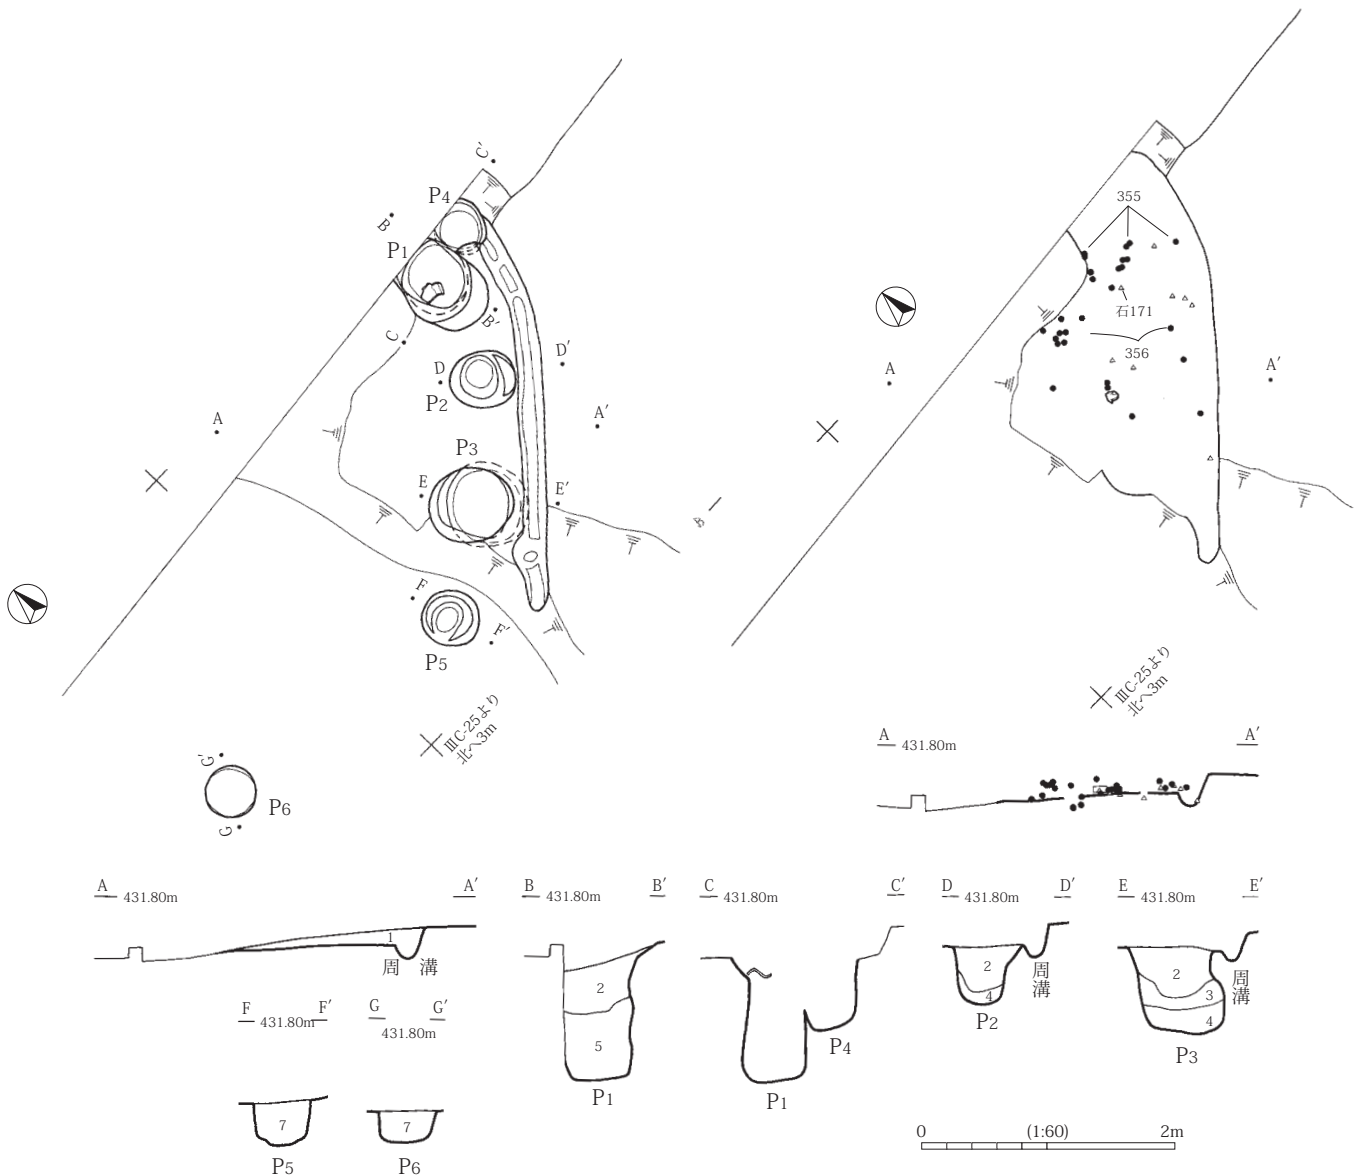 C′
P4
B
P1
B′
C
D
D′
P2
A
A′
P3
E
E′
F
F′
P5
ⅢC-25より
北へ3m
G′
P6
G
355
石171
356
A
A′
B
ⅢC-25より
北へ3m
A 431.80m A′
A 431.80m A′
1
周溝
B 431.80m B′
2
5
P1
C 431.80m C′
P4
P1
D 431.80m D′
2
4
周溝
P2
E 431.80m E′
2
3
4
周溝
P3
F 431.80m F′
7
P5
G 431.80m G′
7
P6
0 (1:60) 2m